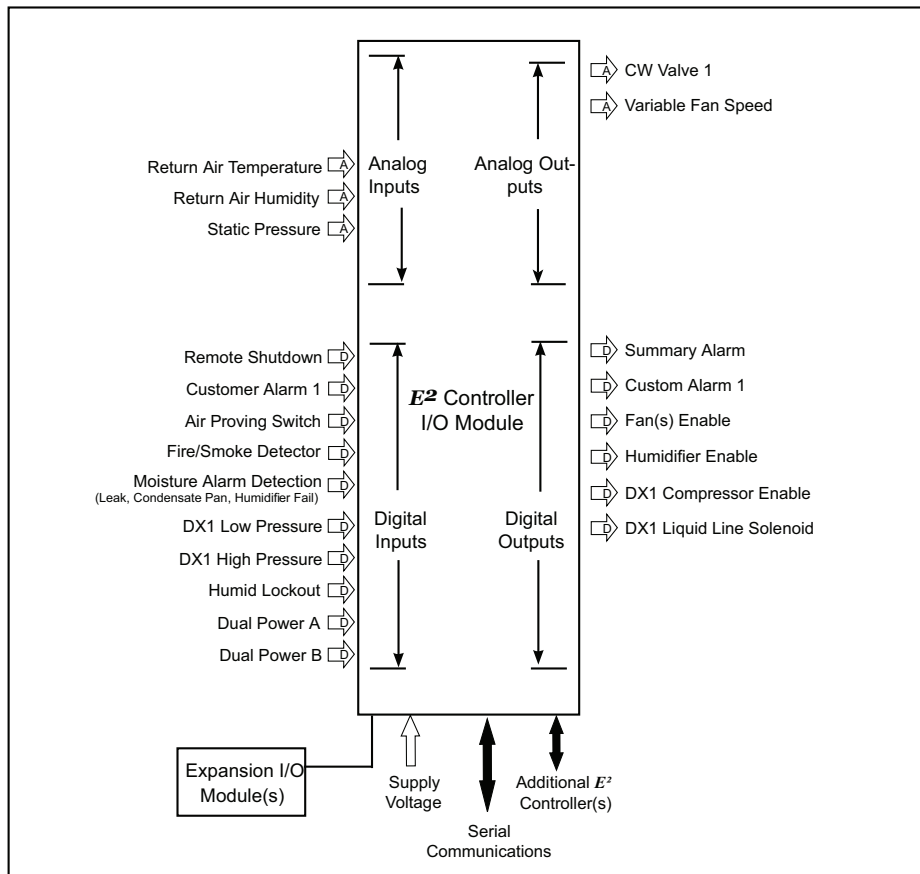 CW Valve 1
Variable Fan Speed
Return Air Temperature
Return Air Humidity
Static Pressure
A
A
A
A
A
Analog
Inputs
Analog Out-
puts
Remote Shutdown
Customer Alarm 1
Air Proving Switch
Fire/Smoke Detector
Moisture Alarm Detection
(Leak, Condensate Pan, Humidifier Fail)
DX1 Low Pressure
DX1 High Pressure
Humid Lockout
Dual Power A
Dual Power B
D
D
D
D
D
D
D
D
D
D
E² Controller
I/O Module
Digital
Inputs
Digital
Outputs
D
D
D
D
D
D
Summary Alarm
Custom Alarm 1
Fan(s) Enable
Humidifier Enable
DX1 Compressor Enable
DX1 Liquid Line Solenoid
Expansion I/O
Module(s)
Supply
Voltage
Serial
Communications
Additional E²
Controller(s)